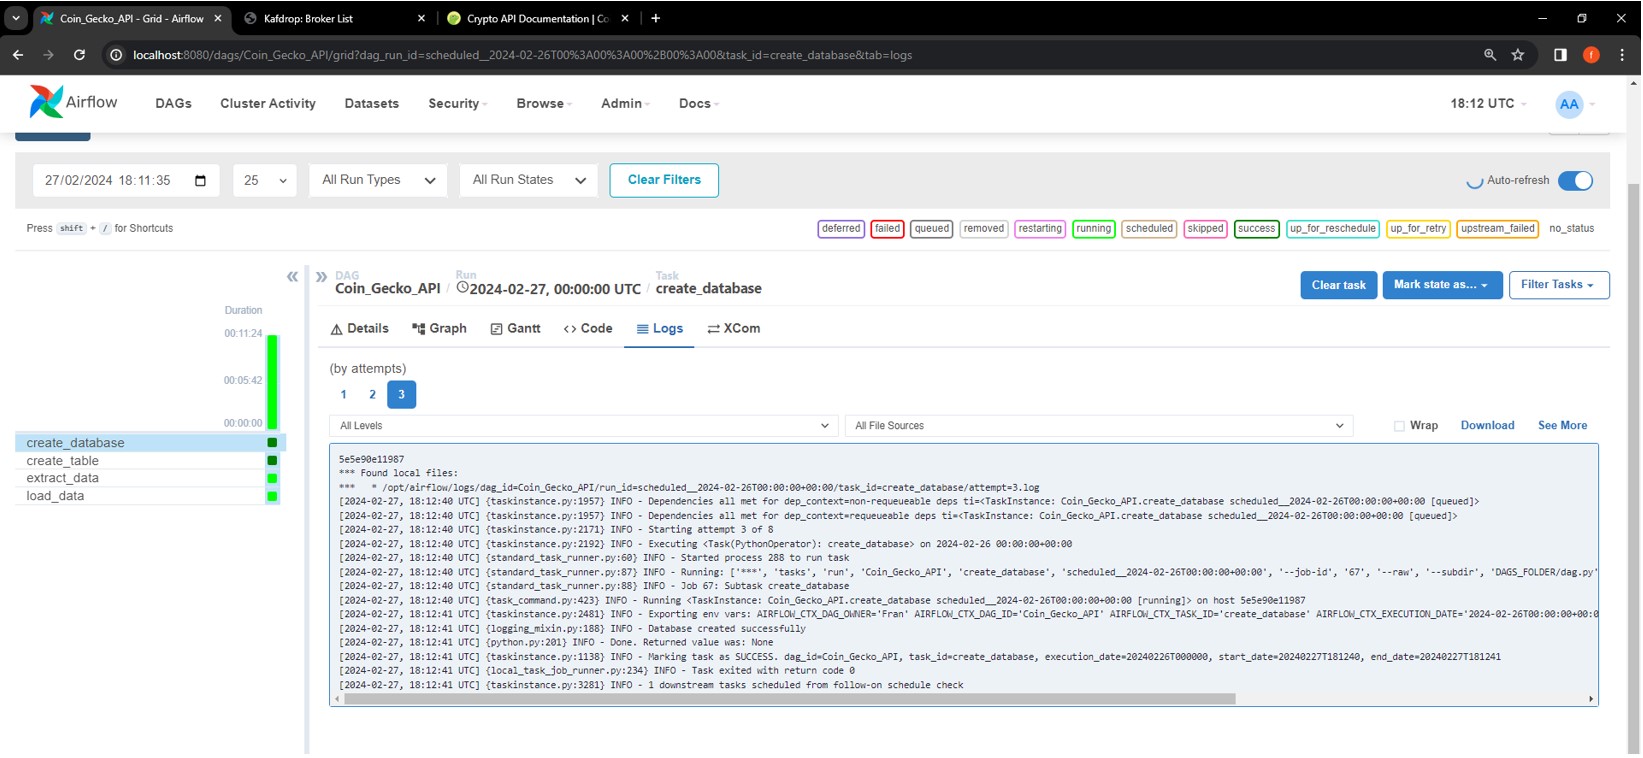 Coin_Gecko_API - Grid - Airflow
Kafdrop: Broker List
Crypto API Documentation | Co
localhost:8080/dags/Coin_Gecko_API/grid?dag_run_id=scheduled__2024-02-26T00%3A00%3A00%2B00%3A00&task_id=create_database&tab=logs
f
Airflow
DAGs
Cluster Activity
Datasets
Security
Browse
Admin
Docs
18:12 UTC
AA
27/02/2024 18:11:35
25
All Run Types
All Run States
Clear Filters
Auto-refresh
Press shift + / for Shortcuts
deferred
failed
queued
removed
restarting
running
scheduled
skipped
success
up_for_reschedule
up_for_retry
upstream_failed
no_status
Duration
00:11:24
00:05:42
00:00:00
create_database
create_table
extract_data
load_data
DAG
Coin_Gecko_API
/
Run
2024-02-27, 00:00:00 UTC
/
Task
create_database
Clear task
Mark state as...
Filter Tasks
Details
Graph
Gantt
Code
Logs
XCom
(by attempts)
1
2
3
All Levels
All File Sources
Wrap
Download
See More
5e5e90e11987
*** Found local files:
***   * /opt/airflow/logs/dag_id=Coin_Gecko_API/run_id=scheduled__2024-02-26T00:00:00+00:00/task_id=create_database/attempt=3.log
[2024-02-27, 18:12:40 UTC] {taskinstance.py:1957} INFO - Dependencies all met for dep_context=non-requeueable deps ti=<TaskInstance: Coin_Gecko_API.create_database scheduled__2024-02-26T00:00:00+00:00 [queued]>
[2024-02-27, 18:12:40 UTC] {taskinstance.py:1957} INFO - Dependencies all met for dep_context=requeueable deps ti=<TaskInstance: Coin_Gecko_API.create_database scheduled__2024-02-26T00:00:00+00:00 [queued]>
[2024-02-27, 18:12:40 UTC] {taskinstance.py:2171} INFO - Starting attempt 3 of 8
[2024-02-27, 18:12:40 UTC] {taskinstance.py:2192} INFO - Executing <Task(PythonOperator): create_database> on 2024-02-26 00:00:00+00:00
[2024-02-27, 18:12:40 UTC] {standard_task_runner.py:60} INFO - Started process 288 to run task
[2024-02-27, 18:12:40 UTC] {standard_task_runner.py:87} INFO - Running: ['***', 'tasks', 'run', 'Coin_Gecko_API', 'create_database', 'scheduled__2024-02-26T00:00:00+00:00', '--job-id', '67', '--raw', '--subdir', 'DAGS_FOLDER/dag.py'
[2024-02-27, 18:12:40 UTC] {standard_task_runner.py:88} INFO - Job 67: Subtask create_database
[2024-02-27, 18:12:40 UTC] {task_command.py:423} INFO - Running <TaskInstance: Coin_Gecko_API.create_database scheduled__2024-02-26T00:00:00+00:00 [running]> on host 5e5e90e11987
[2024-02-27, 18:12:41 UTC] {taskinstance.py:2481} INFO - Exporting env vars: AIRFLOW_CTX_DAG_OWNER='Fran' AIRFLOW_CTX_DAG_ID='Coin_Gecko_API' AIRFLOW_CTX_TASK_ID='create_database' AIRFLOW_CTX_EXECUTION_DATE='2024-02-26T00:00:00+00:0
[2024-02-27, 18:12:41 UTC] {logging_mixin.py:188} INFO - Database created successfully
[2024-02-27, 18:12:41 UTC] {python.py:201} INFO - Done. Returned value was: None
[2024-02-27, 18:12:41 UTC] {taskinstance.py:1138} INFO - Marking task as SUCCESS. dag_id=Coin_Gecko_API, task_id=create_database, execution_date=20240226T000000, start_date=20240227T181240, end_date=20240227T181241
[2024-02-27, 18:12:41 UTC] {local_task_job_runner.py:234} INFO - Task exited with return code 0
[2024-02-27, 18:12:41 UTC] {taskinstance.py:3281} INFO - 1 downstream tasks scheduled from follow-on schedule check